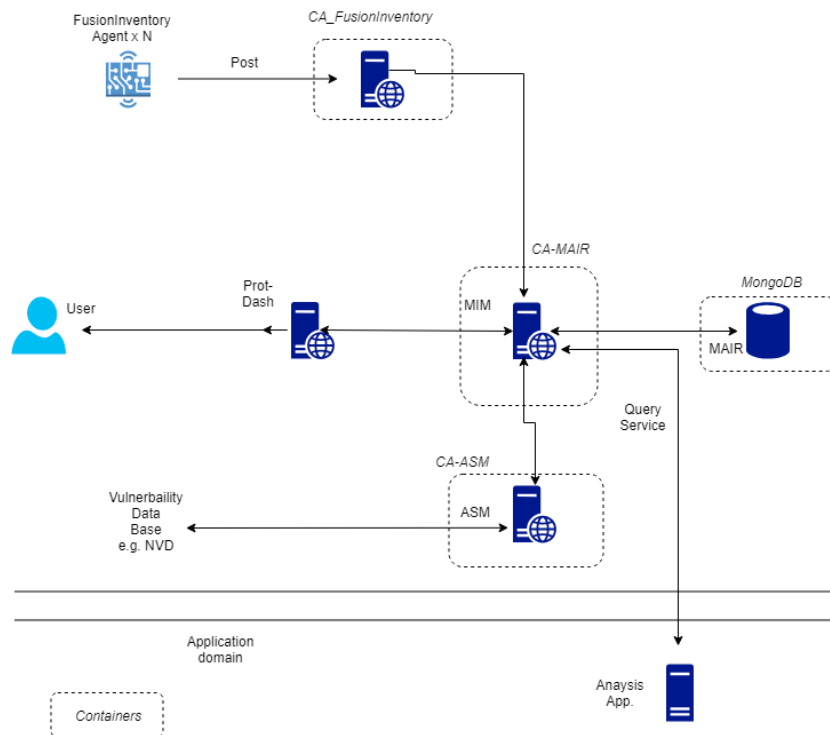 FusionInventory
Agent x N
CA_FusionInventory
Post
CA-MAIR
MongoDB
Prot-
Dash
User
MIM
MAIR
Query
Service
CA-ASM
Vulnerbaility
Data
Base
e.g. NVD
ASM
Application
domain
Anaysis
App.
Containers